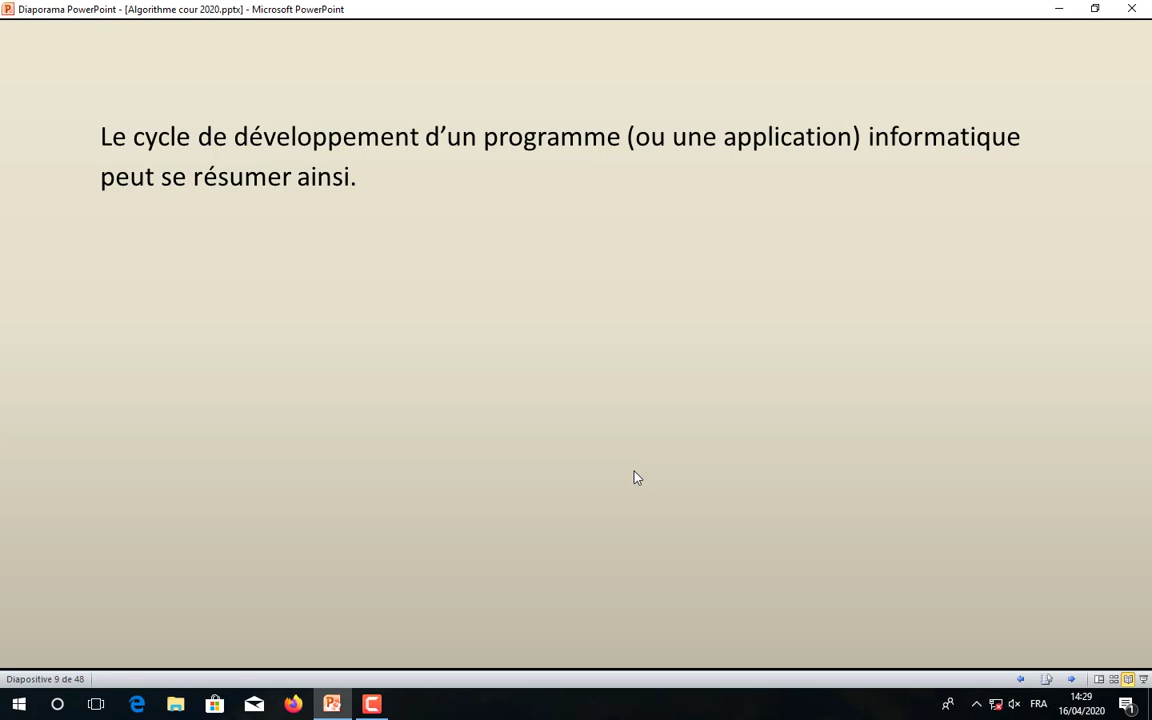 Diaporama PowerPoint - [Algorithme cour 2020.pptx] - Microsoft PowerPoint
Le cycle de développement d’un programme (ou une application) informatique
peut se résumer ainsi.
Diapositive 9 de 48
FRA
14:29
16/04/2020
1